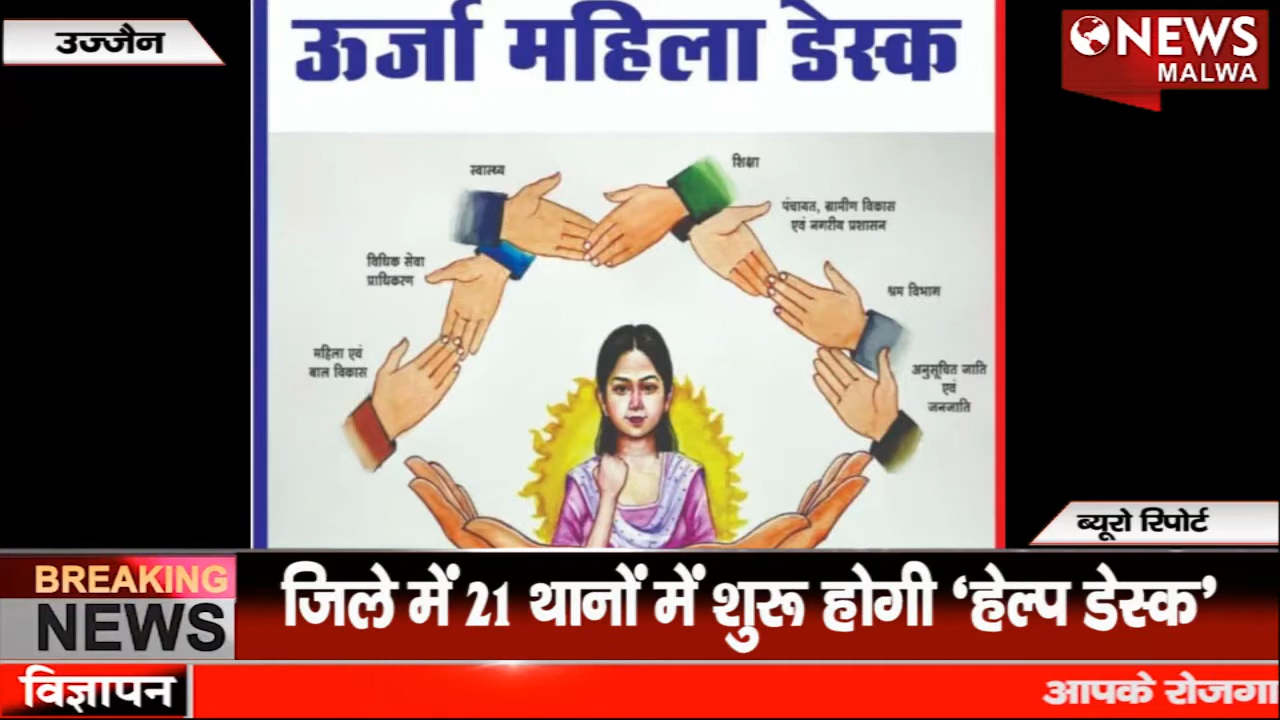 उज्जैन
ऊर्जा महिला डेस्क
NEWS
MALWA
स्वास्थ्य
शिक्षा
पंचायत, ग्रामीण विकास
एवं नगरीय प्रशासन
विधिक सेवा
प्राधिकरण
श्रम विभाग
महिला एवं
बाल विकास
अनुसूचित जाति
एवं
जनजाति
ब्यूरो रिपोर्ट
BREAKING
NEWS
जिले में 21 थानों में शुरू होगी ‘हेल्प डेस्क’
विज्ञापन
आपके रोजगा